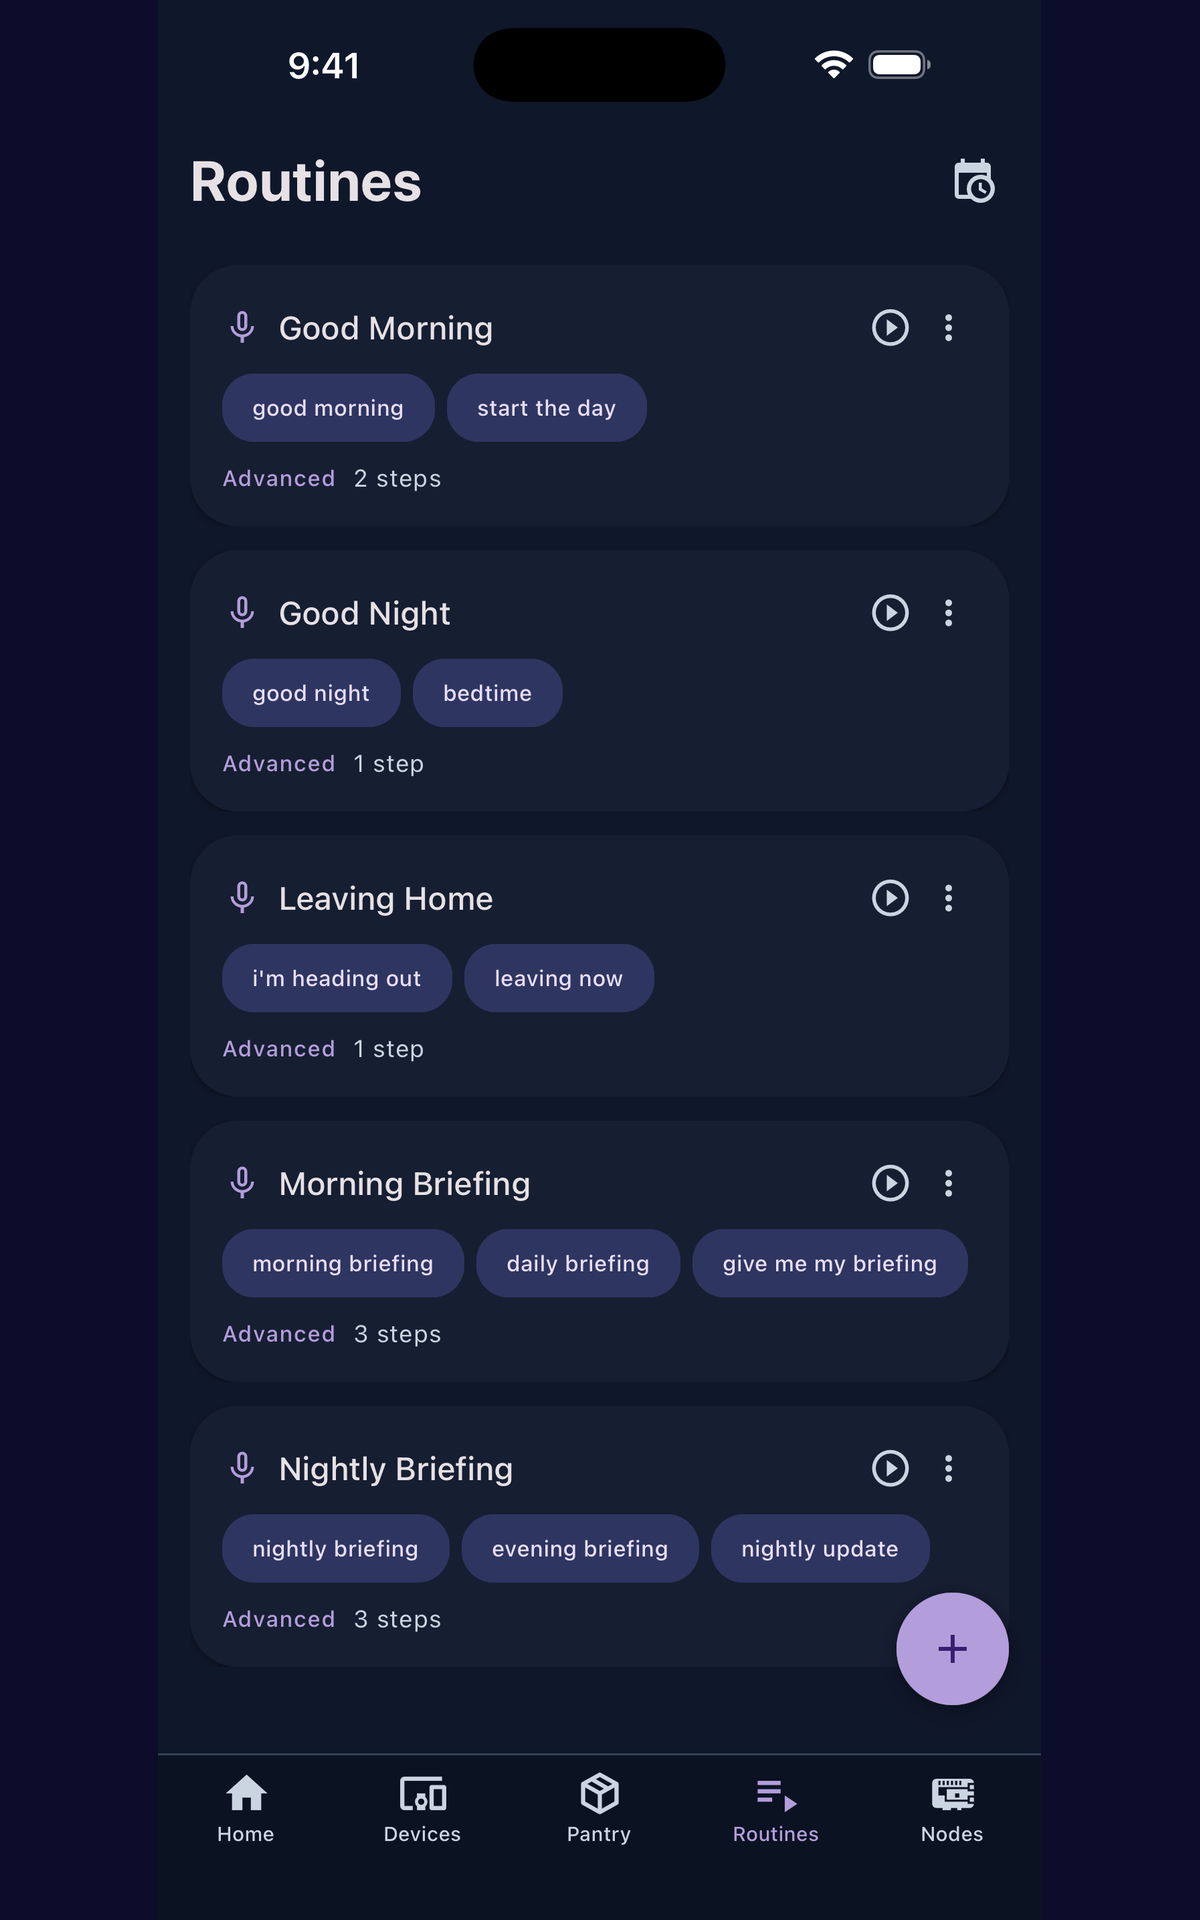 9:41
Routines
Good Morning
good morning start the day
Advanced 2 steps
Good Night
good night bedtime
Advanced 1 step
Leaving Home
i'm heading out leaving now
Advanced 1 step
Morning Briefing
morning briefing daily briefing give me my briefing
Advanced 3 steps
Nightly Briefing
nightly briefing evening briefing nightly update
Advanced 3 steps
Home Devices Pantry Routines Nodes